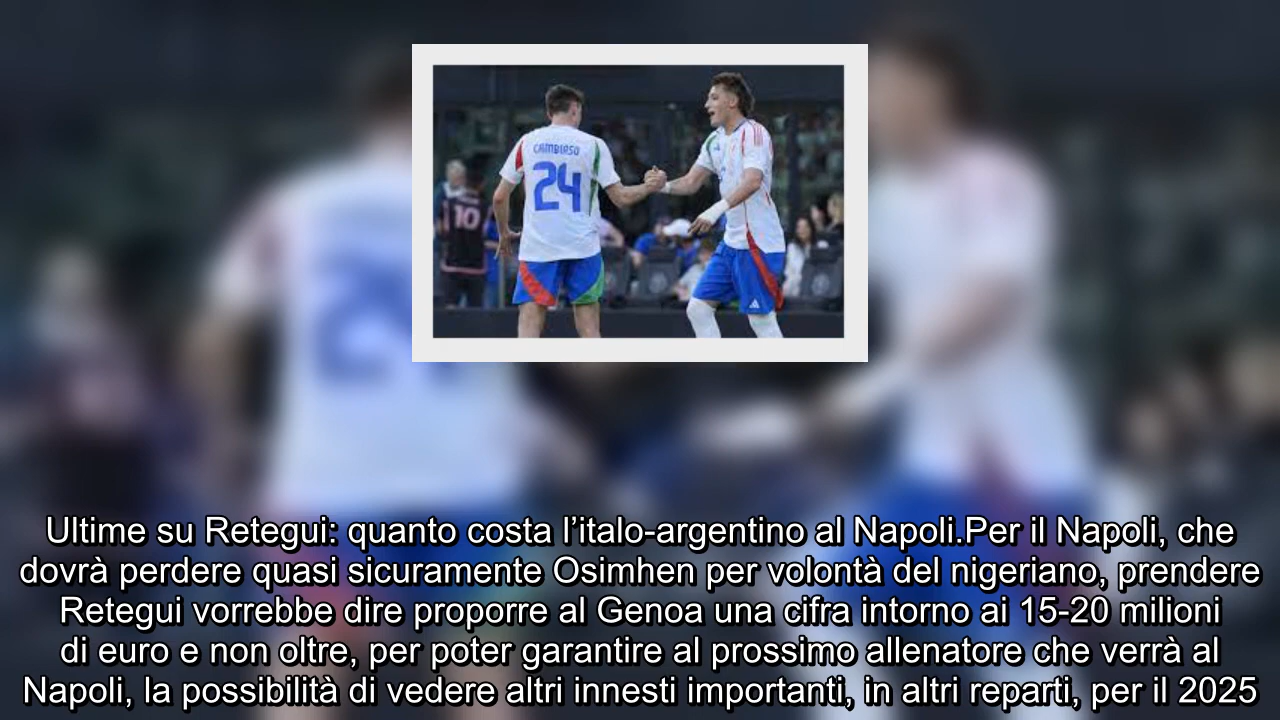 CAMBIASO
24
10
Ultime su Retegui: quanto costa l’italo-argentino al Napoli.Per il Napoli, che
dovrà perdere quasi sicuramente Osimhen per volontà del nigeriano, prendere
Retegui vorrebbe dire proporre al Genoa una cifra intorno ai 15-20 milioni
di euro e non oltre, per poter garantire al prossimo allenatore che verrà al
Napoli, la possibilità di vedere altri innesti importanti, in altri reparti, per il 2025